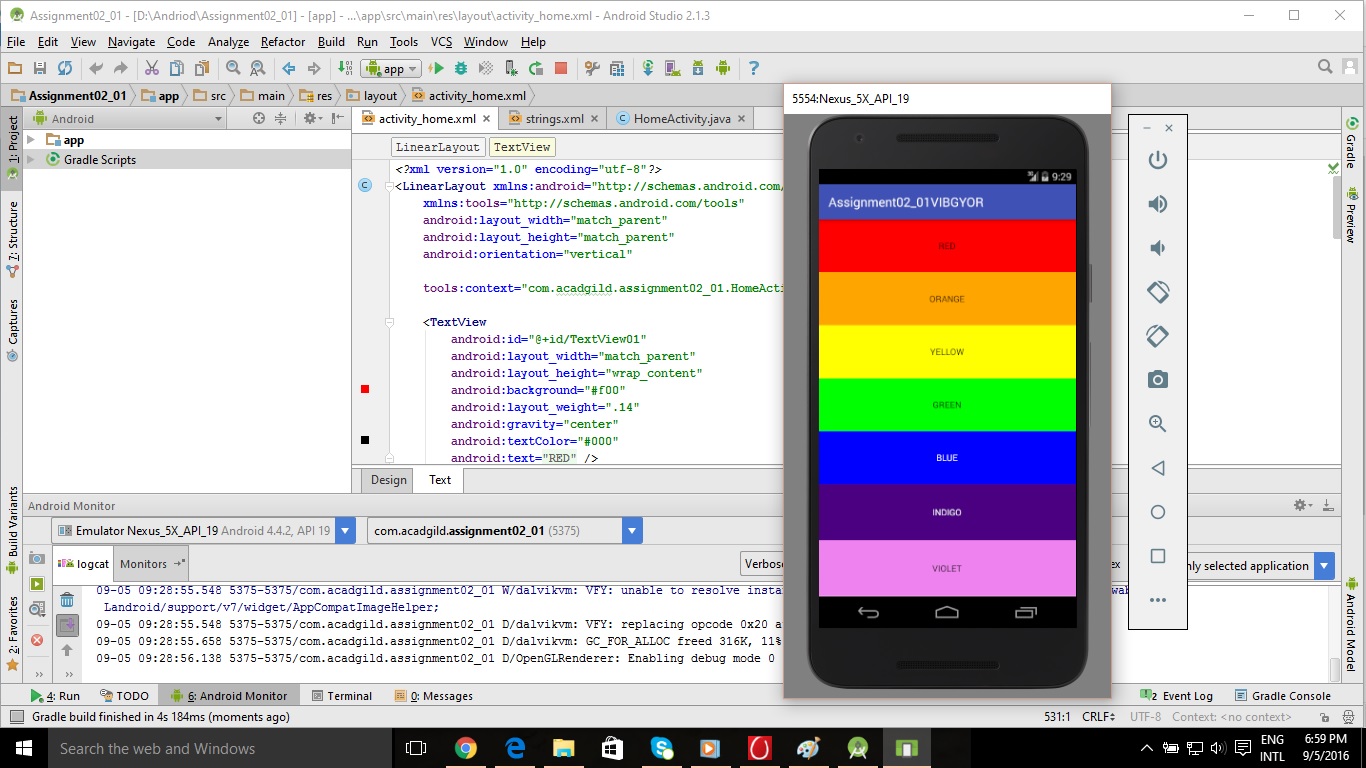 Assignment02_01 - [D:\Andriod\Assignment02_01] - [app] - ...\app\src\main\res\layout\activity_home.xml - Android Studio 2.1.3
File Edit View Navigate Code Analyze Refactor Build Run Tools VCS Window Help
app
Assignment02_01 app src main res layout activity_home.xml
Android
activity_home.xml strings.xml HomeActivity.java
app
Gradle Scripts
LinearLayout TextView
<?xml version="1.0" encoding="utf-8"?>
<LinearLayout xmlns:android="http://schemas.android.com/
xmlns:tools="http://schemas.android.com/tools"
android:layout_width="match_parent"
android:layout_height="match_parent"
android:orientation="vertical"
tools:context="com.acadgild.assignment02_01.HomeActi
<TextView
android:id="@+id/TextView01"
android:layout_width="match_parent"
android:layout_height="wrap_content"
android:background="#f00"
android:layout_weight=".14"
android:gravity="center"
android:textColor="#000"
android:text="RED" />
Design Text
1: Project
7: Structure
Captures
Build Variants
2: Favorites
5554:Nexus_5X_API_19
9:29
Assignment02_01VIBGYOR
RED
ORANGE
YELLOW
GREEN
BLUE
INDIGO
VIOLET
Gradle
Preview
Android Model
Android Monitor
Emulator Nexus_5X_API_19 Android 4.4.2, API 19 com.acadgild.assignment02_01 (5375)
logcat Monitors Verbos ex nly selected application
09-05 09:28:55.548 5375-5375/com.acadgild.assignment02_01 W/dalvikvm: VFY: unable to resolve insta wab
Landroid/support/v7/widget/AppCompatImageHelper;
09-05 09:28:55.548 5375-5375/com.acadgild.assignment02_01 D/dalvikvm: VFY: replacing opcode 0x20 a
09-05 09:28:55.658 5375-5375/com.acadgild.assignment02_01 D/dalvikvm: GC_FOR_ALLOC freed 316K, 11%
09-05 09:28:56.138 5375-5375/com.acadgild.assignment02_01 D/OpenGLRenderer: Enabling debug mode 0
4: Run TODO 6: Android Monitor Terminal 0: Messages 2 Event Log Gradle Console
Gradle build finished in 4s 184ms (moments ago) 531:1 CRLF UTF-8 Context: <no context>
Search the web and Windows
ENG
INTL
6:59 PM
9/5/2016